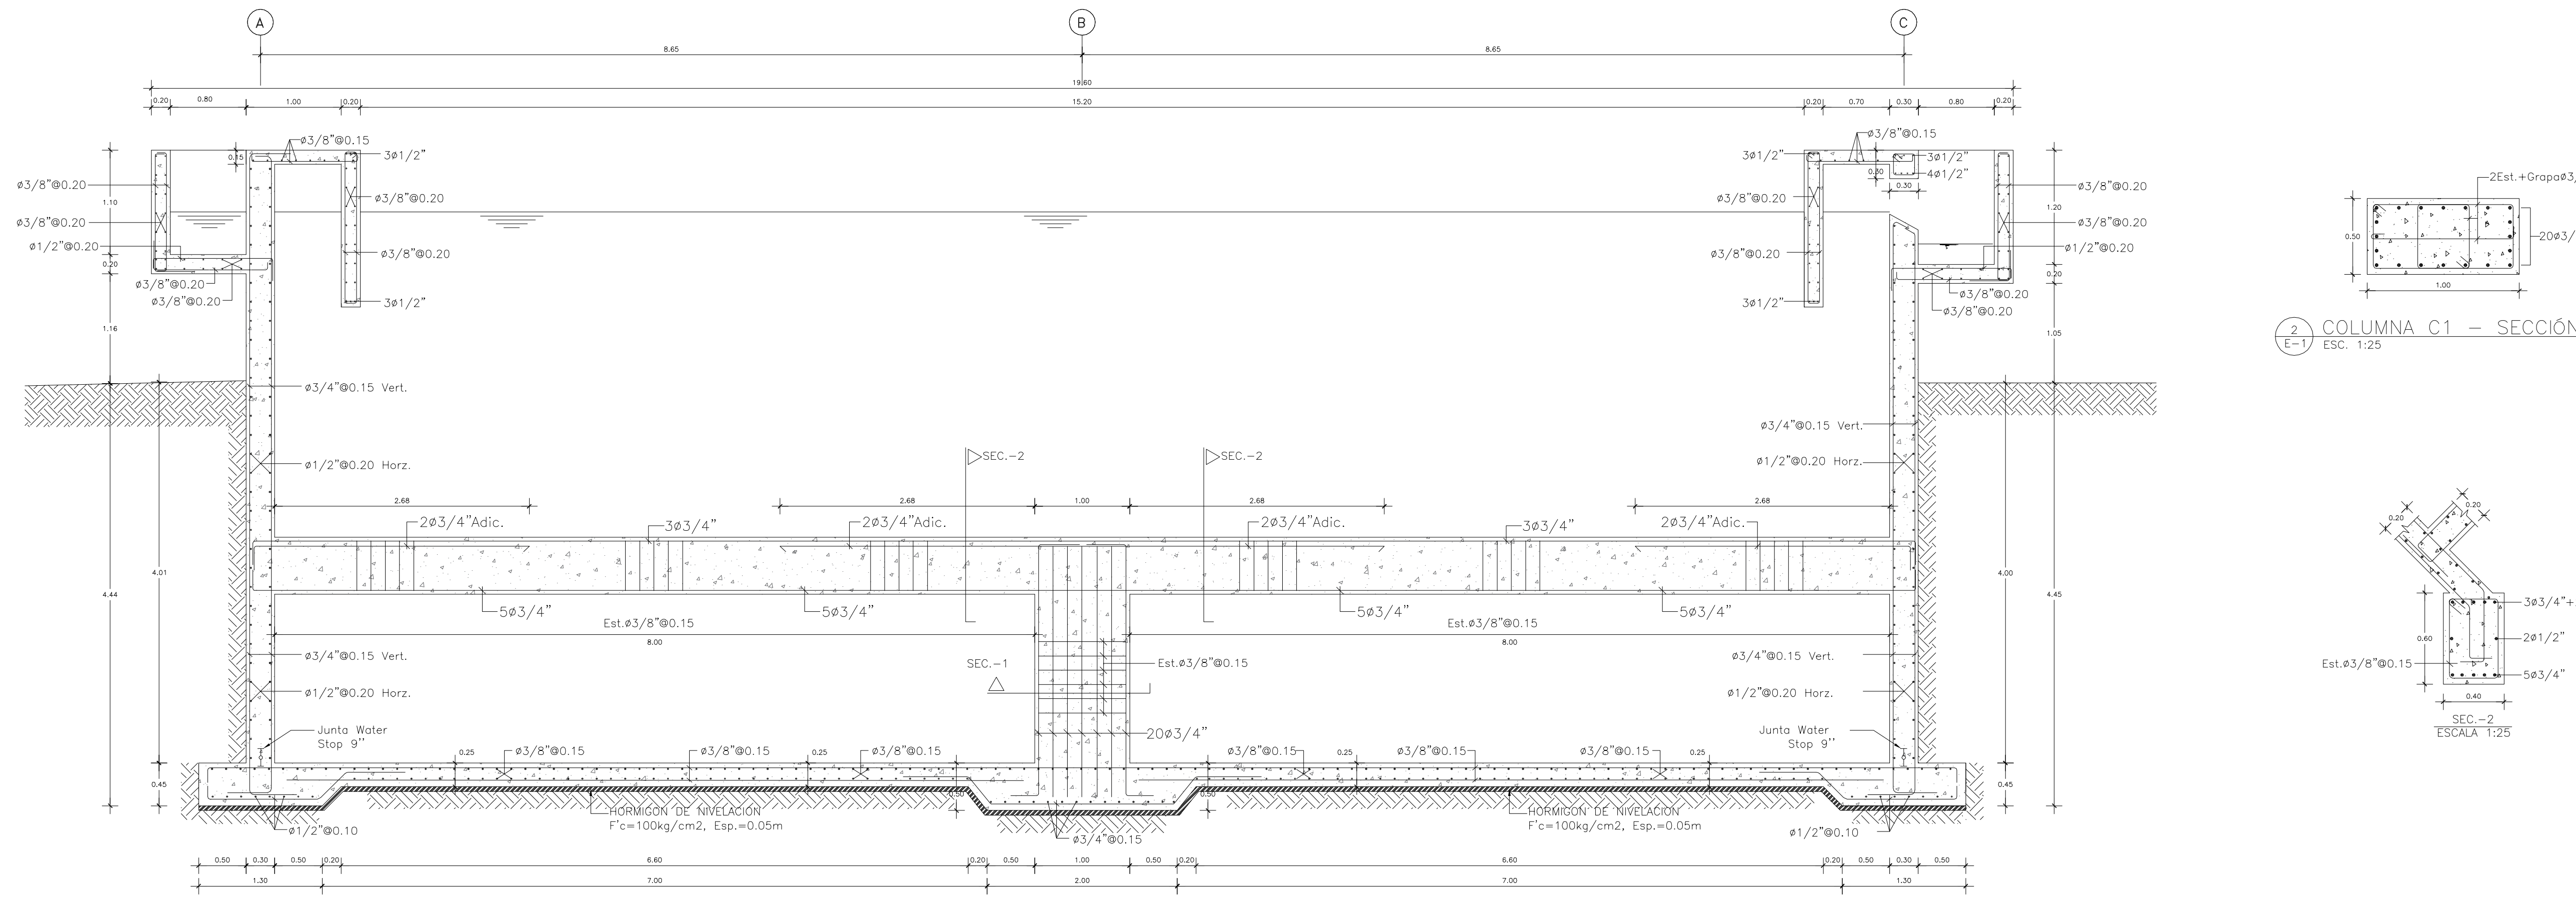 A
B
C
8.65
8.65
19.60
0.20
0.80
1.00
0.20
15.20
0.20
0.70
0.30
0.80
0.20
0.15
ø3/8"@0.15
3ø1/2"
ø3/8"@0.20
ø3/8"@0.20
ø1/2"@0.20
1.10
0.20
ø3/8"@0.20
ø3/8"@0.20
ø3/8"@0.20
ø3/8"@0.20
3ø1/2"
1.16
ø3/8"@0.15
3ø1/2"
0.30
3ø1/2"
4ø1/2"
0.30
ø3/8"@0.20
ø3/8"@0.20
3ø1/2"
ø3/8"@0.20
ø3/8"@0.20
ø1/2"@0.20
1.20
0.20
ø3/8"@0.20
ø3/8"@0.20
1.05
2Est.+Grapaø3/
20ø3/
0.50
1.00
2
E-1
COLUMNA C1 – SECCIÓN
ESC. 1:25
ø3/4"@0.15 Vert.
ø1/2"@0.20 Horz.
4.44
4.01
SEC.-2
SEC.-2
ø3/4"@0.15 Vert.
ø1/2"@0.20 Horz.
4.00
4.45
2.68
2.68
1.00
2.68
2.68
2ø3/4"Adic.
3ø3/4"
2ø3/4"Adic.
2ø3/4"Adic.
3ø3/4"
2ø3/4"Adic.
5ø3/4"
5ø3/4"
5ø3/4"
5ø3/4"
Est.ø3/8"@0.15
8.00
Est.ø3/8"@0.15
8.00
ø3/4"@0.15 Vert.
ø1/2"@0.20 Horz.
SEC.-1
Est.ø3/8"@0.15
ø3/4"@0.15 Vert.
ø1/2"@0.20 Horz.
Junta Water
Stop 9''
20ø3/4"
Junta Water
Stop 9''
0.25
ø3/8"@0.15
ø3/8"@0.15
0.25
ø3/8"@0.15
ø3/8"@0.15
0.25
ø3/8"@0.15
ø3/8"@0.15
0.25
0.45
0.50
0.50
0.45
0.45
HORMIGON DE NIVELACION
F'c=100kg/cm2, Esp.=0.05m
HORMIGON DE NIVELACION
F'c=100kg/cm2, Esp.=0.05m
ø1/2"@0.10
ø3/4"@0.15
ø1/2"@0.10
0.50
0.30
0.50
0.20
6.60
0.20
0.50
1.00
0.50
0.20
6.60
0.20
0.50
0.30
0.50
1.30
7.00
2.00
7.00
1.30
0.20
0.20
3ø3/4"+
2ø1/2"
5ø3/4"
0.60
Est.ø3/8"@0.15
0.40
SEC.-2
ESCALA 1:25